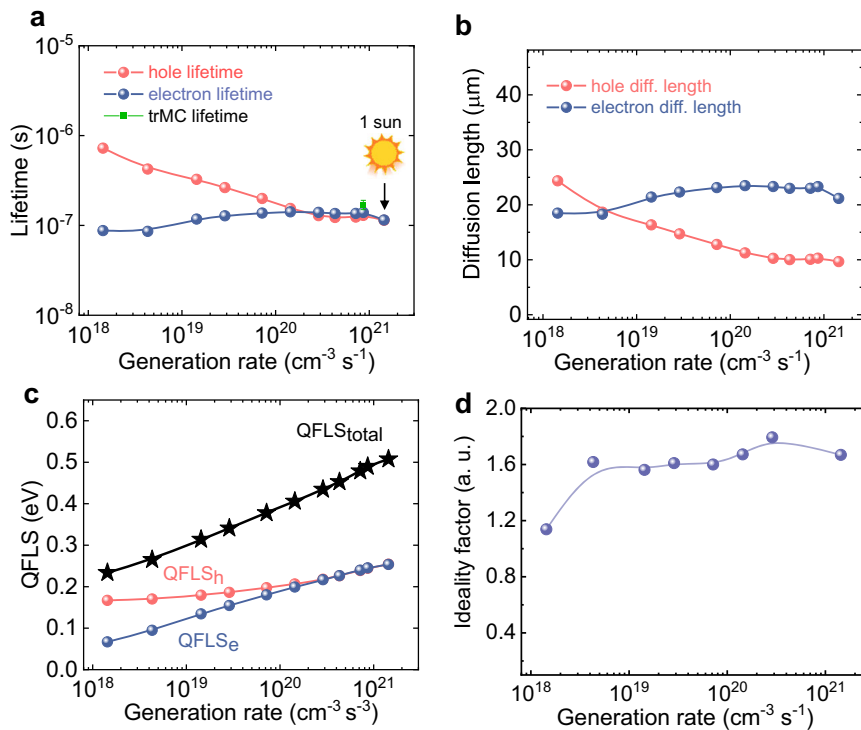 a
10⁻⁵
10⁻⁶
10⁻⁷
10⁻⁸
Lifetime (s)
hole lifetime
electron lifetime
trMC lifetime
1 sun
10¹⁸ 10¹⁹ 10²⁰ 10²¹
Generation rate (cm⁻³ s⁻¹)
b
40
30
20
10
0
Diffusion length (μm)
hole diff. length
electron diff. length
10¹⁸ 10¹⁹ 10²⁰ 10²¹
Generation rate (cm⁻³ s⁻¹)
c
0.6
0.5
0.4
0.3
0.2
0.1
0.0
QFLS (eV)
QFLS_total
QFLS_h
QFLS_e
10¹⁸ 10¹⁹ 10²⁰ 10²¹
Generation rate (cm⁻³ s⁻³)
d
2.0
1.6
1.2
0.8
0.4
Ideality factor (a. u.)
10¹⁸ 10¹⁹ 10²⁰ 10²¹
Generation rate (cm⁻³ s⁻¹)